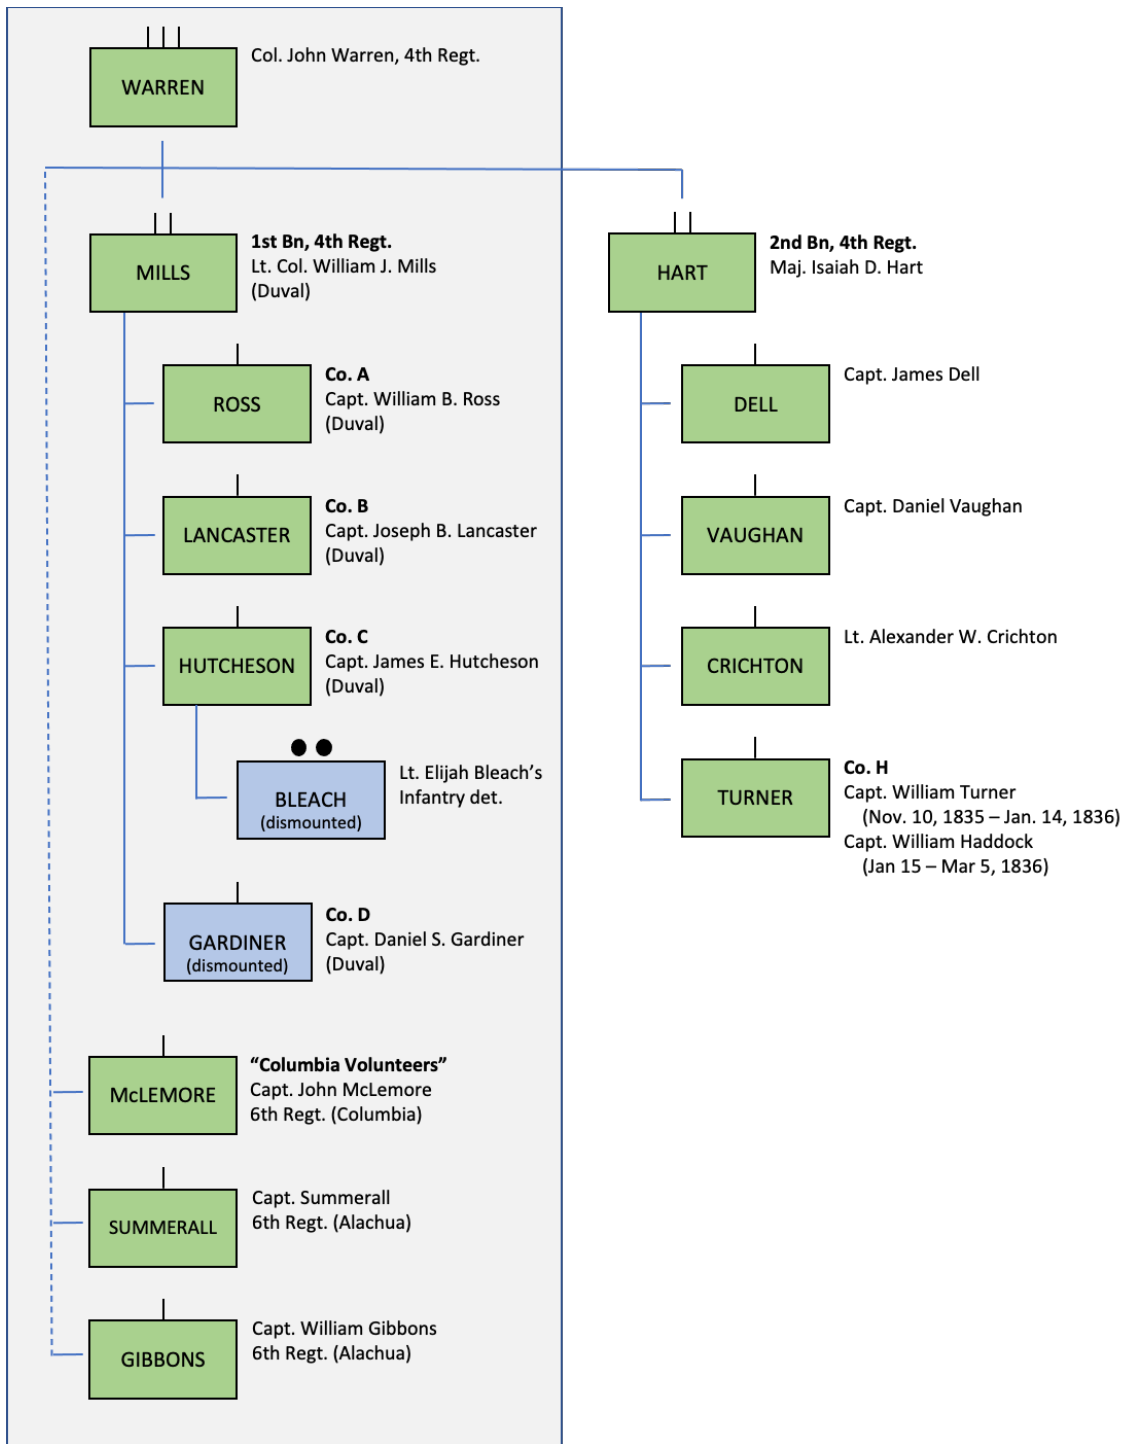 WARREN
Col. John Warren, 4th Regt.
MILLS
1st Bn, 4th Regt.
Lt. Col. William J. Mills
(Duval)
HART
2nd Bn, 4th Regt.
Maj. Isaiah D. Hart
ROSS
Co. A
Capt. William B. Ross
(Duval)
DELL
Capt. James Dell
LANCASTER
Co. B
Capt. Joseph B. Lancaster
(Duval)
VAUGHAN
Capt. Daniel Vaughan
HUTCHESON
Co. C
Capt. James E. Hutcheson
(Duval)
CRICHTON
Lt. Alexander W. Crichton
BLEACH
(dismounted)
Lt. Elijah Bleach’s
Infantry det.
TURNER
Co. H
Capt. William Turner
(Nov. 10, 1835 – Jan. 14, 1836)
Capt. William Haddock
(Jan 15 – Mar 5, 1836)
GARDINER
(dismounted)
Co. D
Capt. Daniel S. Gardiner
(Duval)
McLEMORE
“Columbia Volunteers”
Capt. John McLemore
6th Regt. (Columbia)
SUMMERALL
Capt. Summerall
6th Regt. (Alachua)
GIBBONS
Capt. William Gibbons
6th Regt. (Alachua)